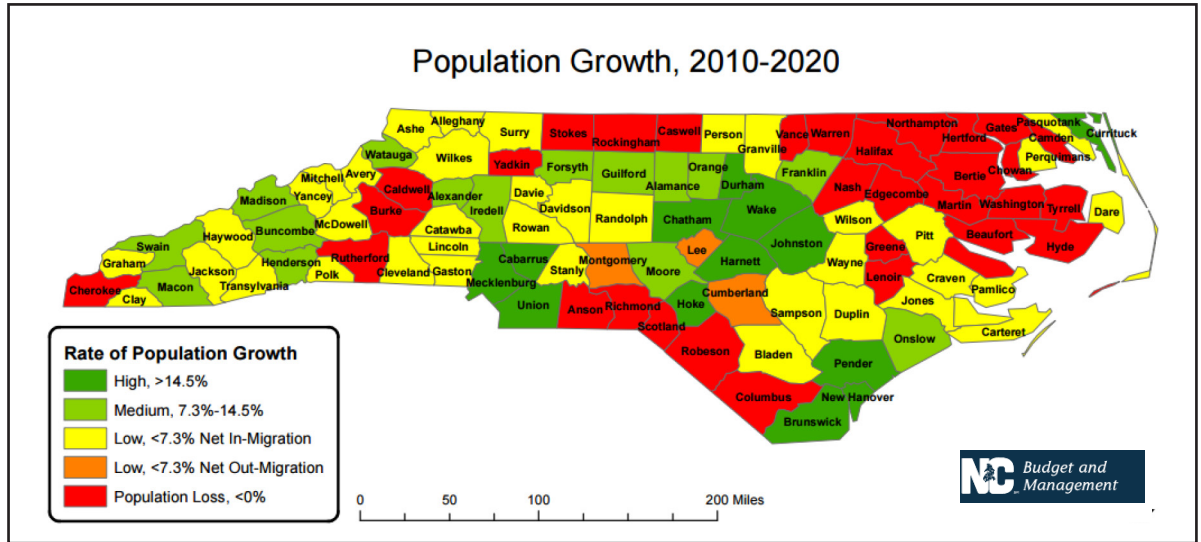 Population Growth, 2010-2020
Ashe
Alleghany
Surry
Stokes
Rockingham
Caswell
Person
Granville
Vance
Warren
Northampton
Hartford
Gates
Pasquotank
Camden
Currituck
Perquimans
Chowan
Halifax
Bertie
Watauga
Wilkes
Yadkin
Forsyth
Guilford
Alamance
Orange
Durham
Franklin
Nash
Edgecombe
Martin
Washington
Tyrrell
Dare
Mitchell
Avery
Yancey
Caldwell
Alexander
Iredell
Davie
Davidson
Randolph
Chatham
Wake
Wilson
Pitt
Beaufort
Hyde
Madison
Buncombe
McDowell
Burke
Catawba
Rowan
Johnston
Greene
Swain
Haywood
Lincoln
Lee
Harnett
Wayne
Lenoir
Craven
Pamlico
Graham
Jackson
Henderson
Rutherford
Polk
Cleveland
Gaston
Cabarrus
Stanly
Montgomery
Moore
Cherokee
Clay
Macon
Transylvania
Mecklenburg
Union
Anson
Richmond
Hoke
Cumberland
Sampson
Duplin
Jones
Carteret
Scotland
Robeson
Bladen
Onslow
Pender
Columbus
New Hanover
Brunswick
Rate of Population Growth
High, >14.5%
Medium, 7.3%-14.5%
Low, <7.3% Net In-Migration
Low, <7.3% Net Out-Migration
Population Loss, <0%
0 50 100 200 Miles
NC Budget and
Management